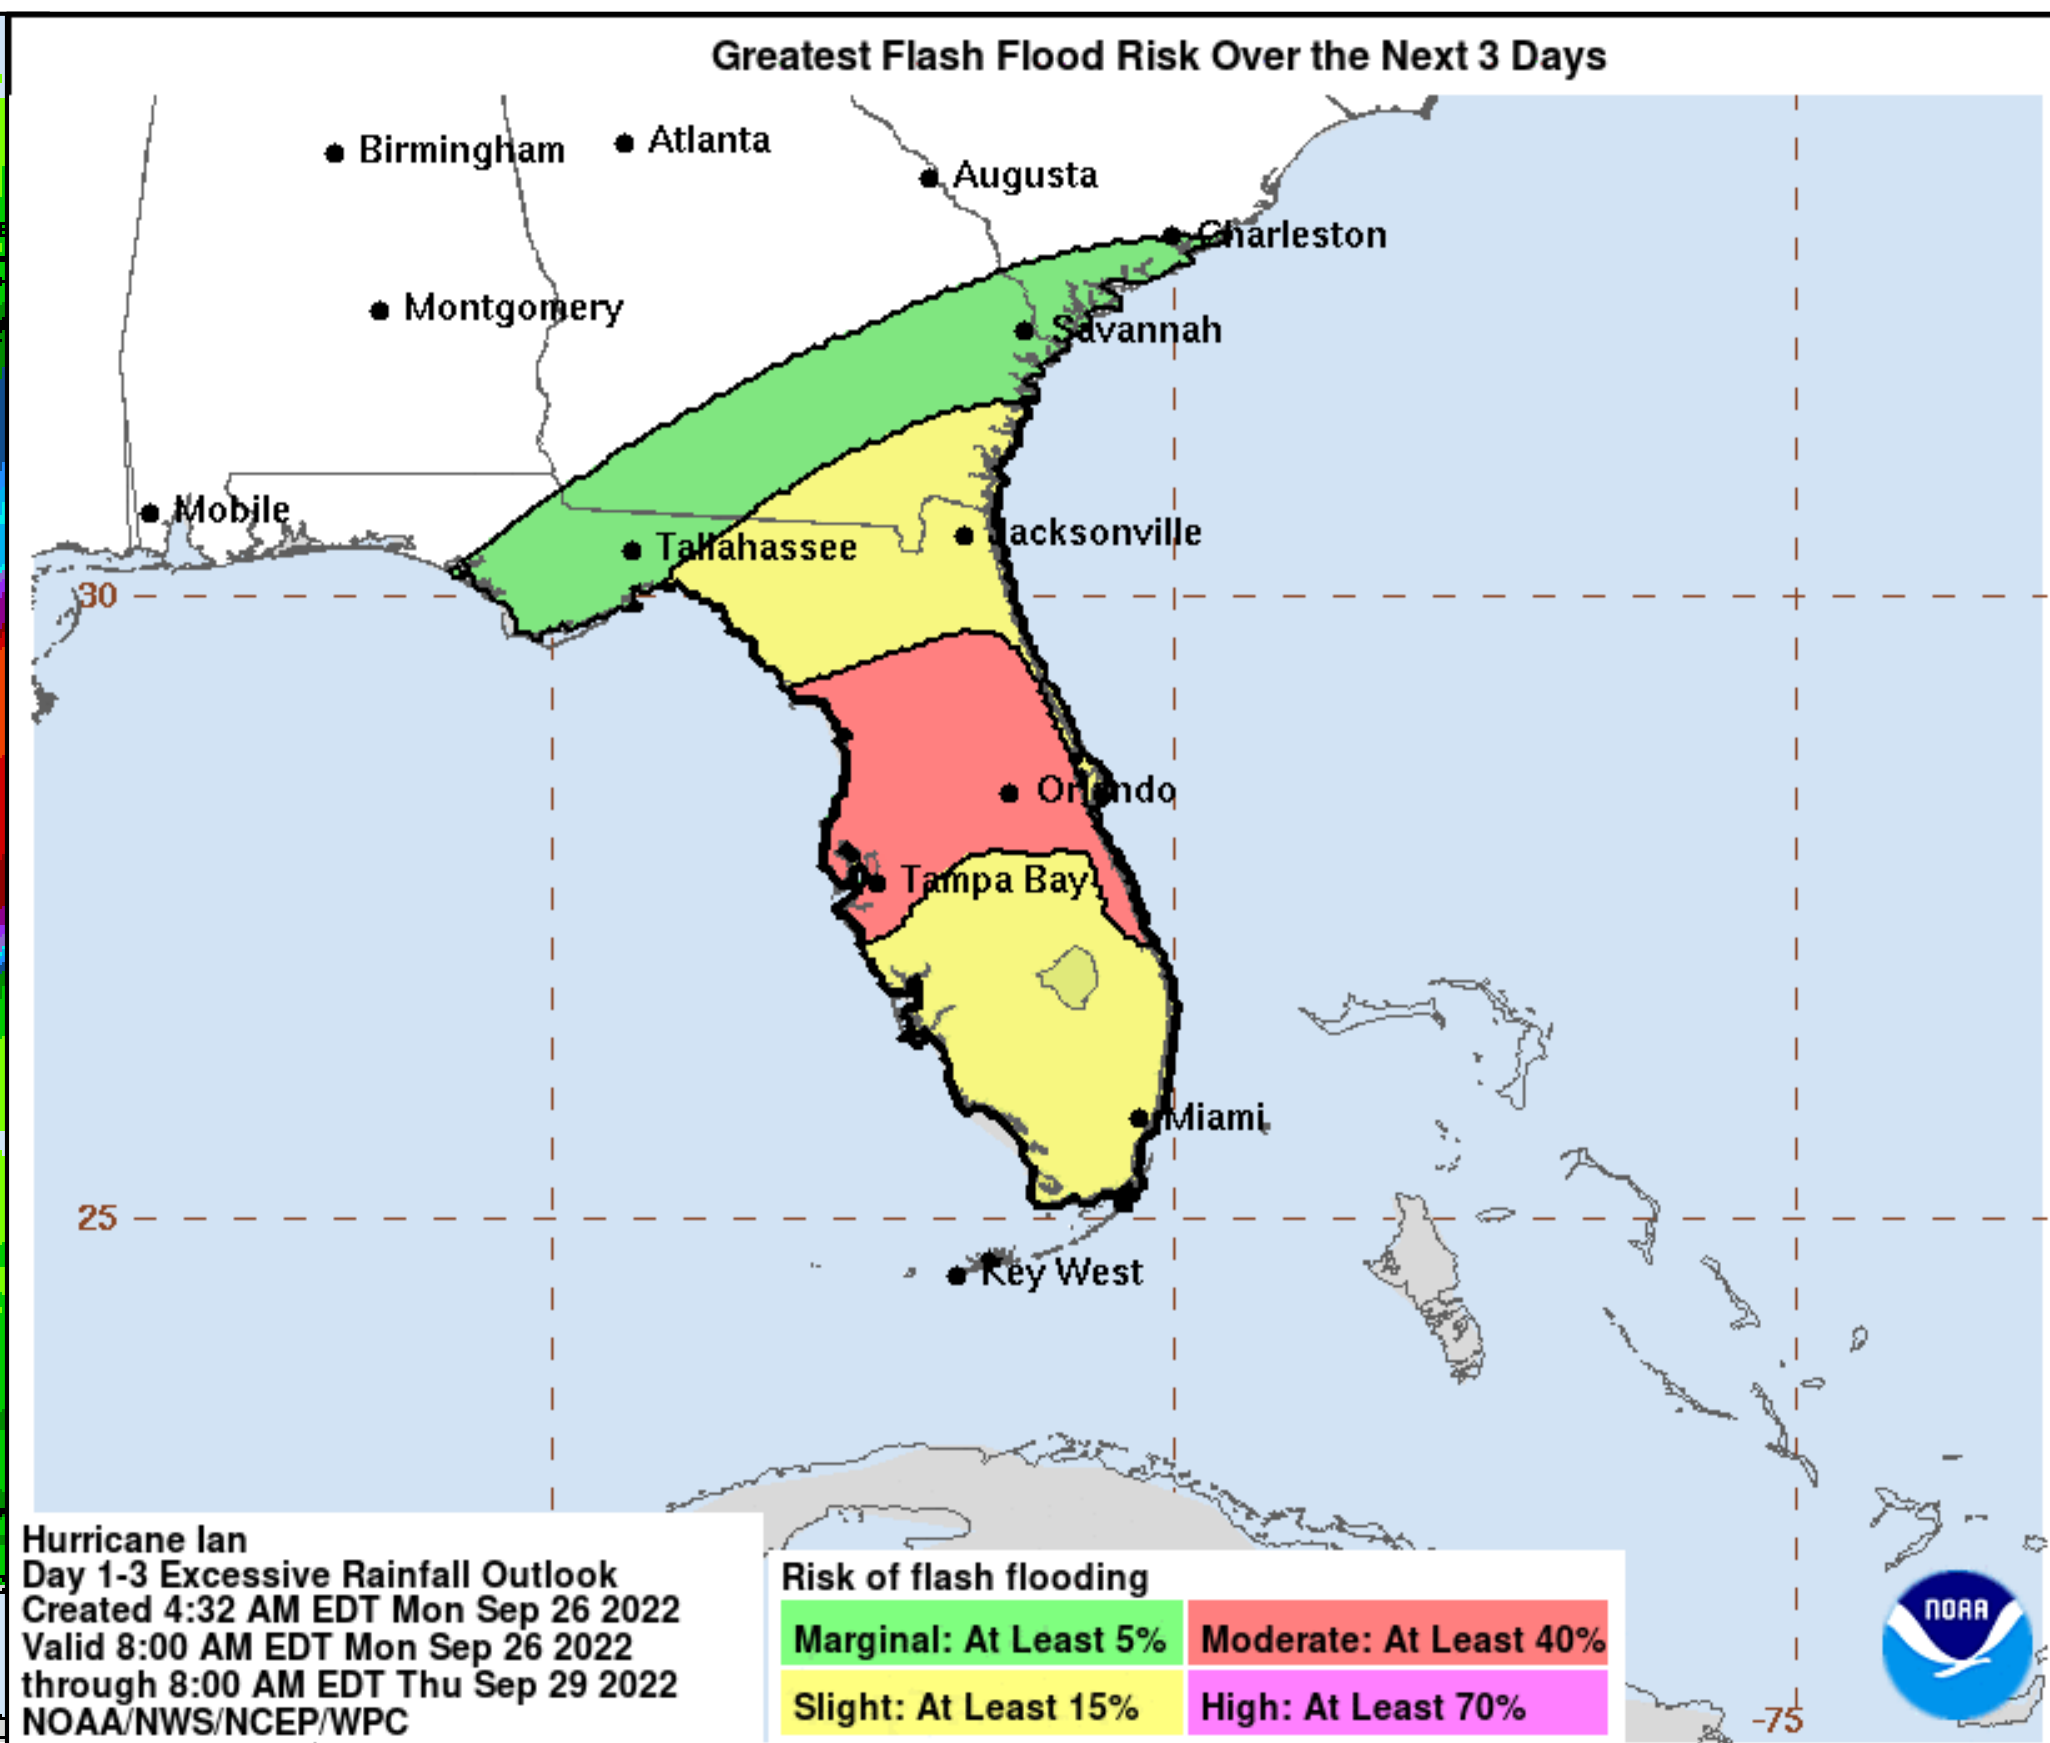 Greatest Flash Flood Risk Over the Next 3 Days
Birmingham
Atlanta
Augusta
Charleston
Montgomery
Savannah
Mobile
Tallahassee
Jacksonville
30
Orlando
Tampa Bay
Miami
25
Key West
Hurricane Ian
Day 1-3 Excessive Rainfall Outlook
Created 4:32 AM EDT Mon Sep 26 2022
Valid 8:00 AM EDT Mon Sep 26 2022
through 8:00 AM EDT Thu Sep 29 2022
NOAA/NWS/NCEP/WPC
Risk of flash flooding
Marginal: At Least 5%
Moderate: At Least 40%
Slight: At Least 15%
High: At Least 70%
NOAA
-75